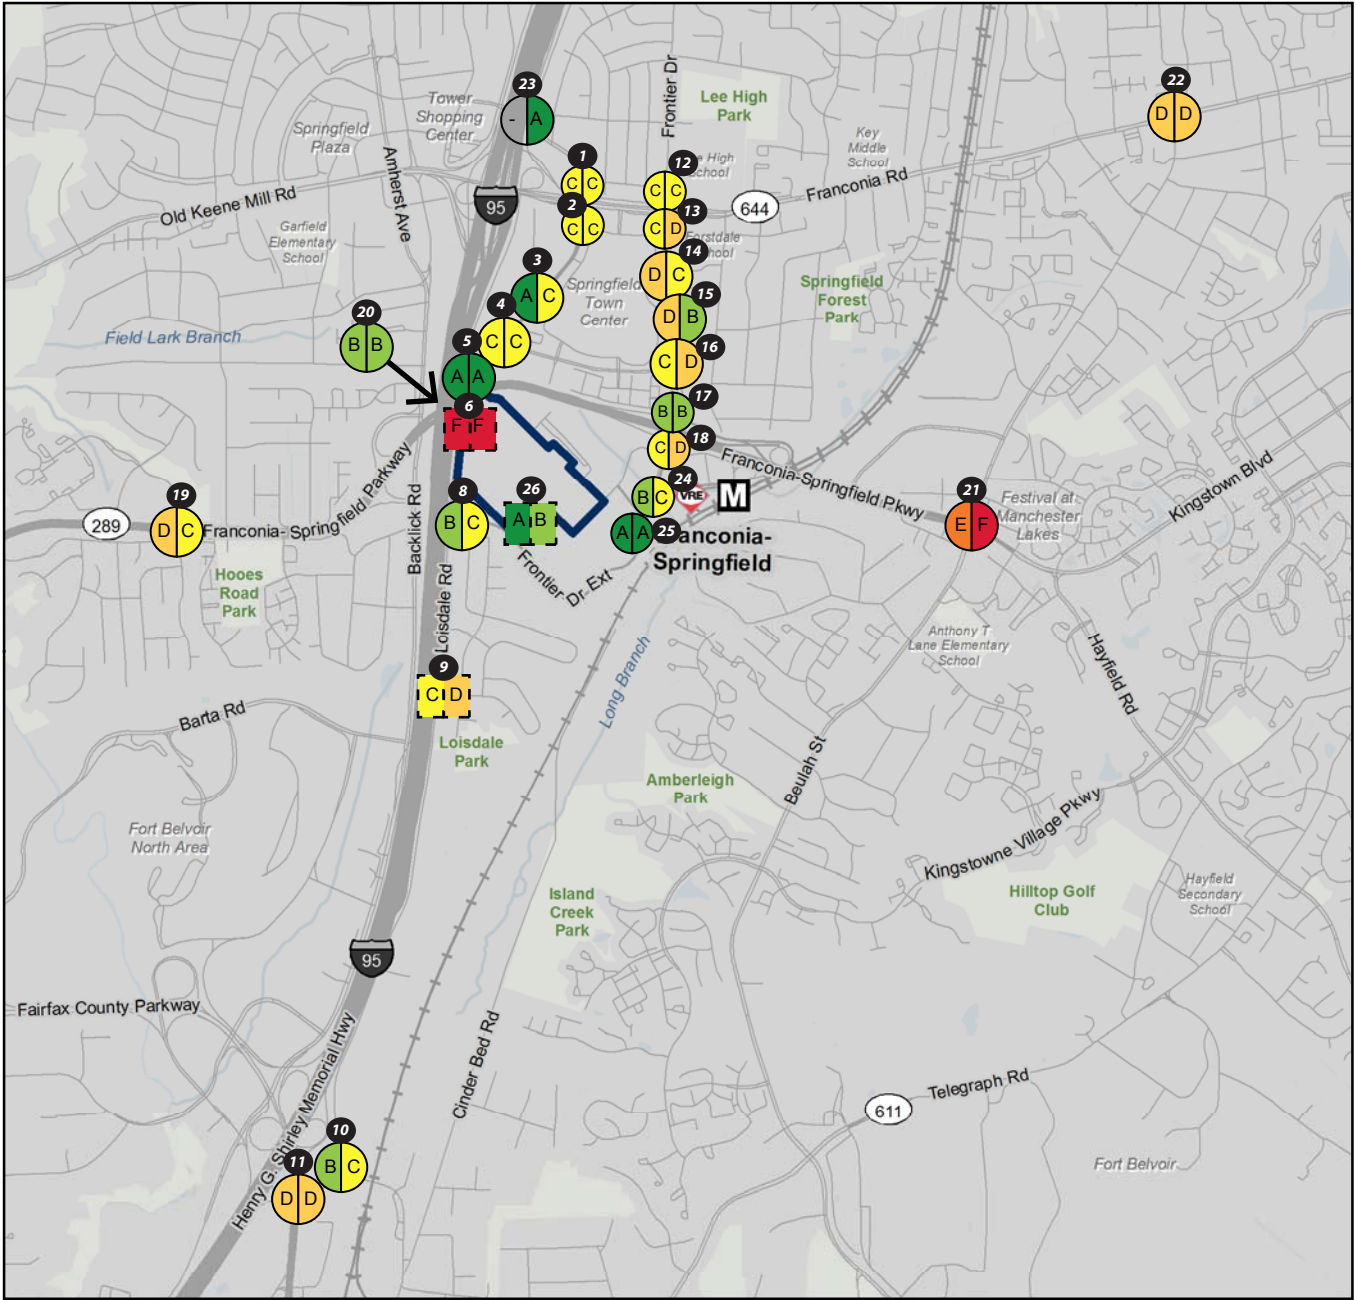 23
- A
Tower
Shopping
Center
Springfield
Plaza
Frontier Dr
Lee High
Park
22
D D
Key
Middle
School
Franconia Rd
644
Amherst Ave
Old Keene Mill Rd
95
1
C C
2
C C
12
High
School
C C
13
C D
Forstdale
14
D C
15
D B
16
C D
17
B B
18
C D
Garfield
Elementary
School
3
A C
Springfield
Town
Center
4
C C
Springfield
Forest
Park
20
B B
Field Lark Branch
5
A A
6
F F
Franconia-Springfield Pkwy
24
B C
VRE
M
25
A A
Franconia-
Springfield
21
E F
Festival at
Manchester
Lakes
Kingstown Blvd
19
D C
289
Franconia- Springfield Parkway
Backlick Rd
8
B C
26
A B
Frontier Dr Ext
Hooes
Road
Park
Loisdale Rd
Anthony T
Lane Elementary
School
Hayfield Rd
9
C D
Long Branch
Barta Rd
Loisdale
Park
Amberleigh
Park
Beulah St
Fort Belvoir
North Area
Kingstowne Village Pkwy
Island
Creek
Park
Hilltop Golf
Club
Hayfield
Secondary
School
95
Fairfax County Parkway
Henry G. Shirley Memorial Hwy
Cinder Bed Rd
Telegraph Rd
611
10
B C
11
D D
Fort Belvoir